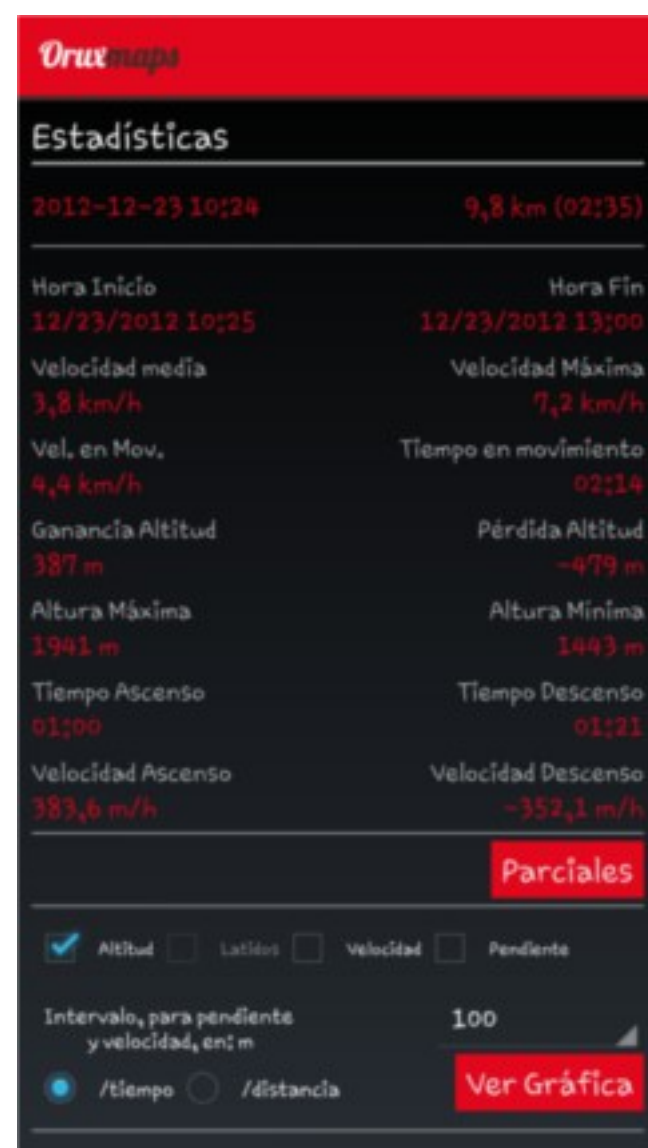 Oruxmaps
Estadísticas
2012-12-23 10:24 9,8 km (02:35)
Hora Inicio Hora Fin
12/23/2012 10:25 12/23/2012 13:00
Velocidad media Velocidad Máxima
3,8 km/h 7,2 km/h
Vel. en Mov. Tiempo en movimiento
4,4 km/h 02:14
Ganancia Altitud Pérdida Altitud
387 m -479 m
Altura Máxima Altura Minima
1941 m 1443 m
Tiempo Ascenso Tiempo Descenso
01:00 01:21
Velocidad Ascenso Velocidad Descenso
383,6 m/h -352,1 m/h
Parciales
Altitud Latidos Velocidad Pendiente
Intervalo, para pendiente 100
y velocidad, en: m
/tiempo /distancia Ver Gráfica